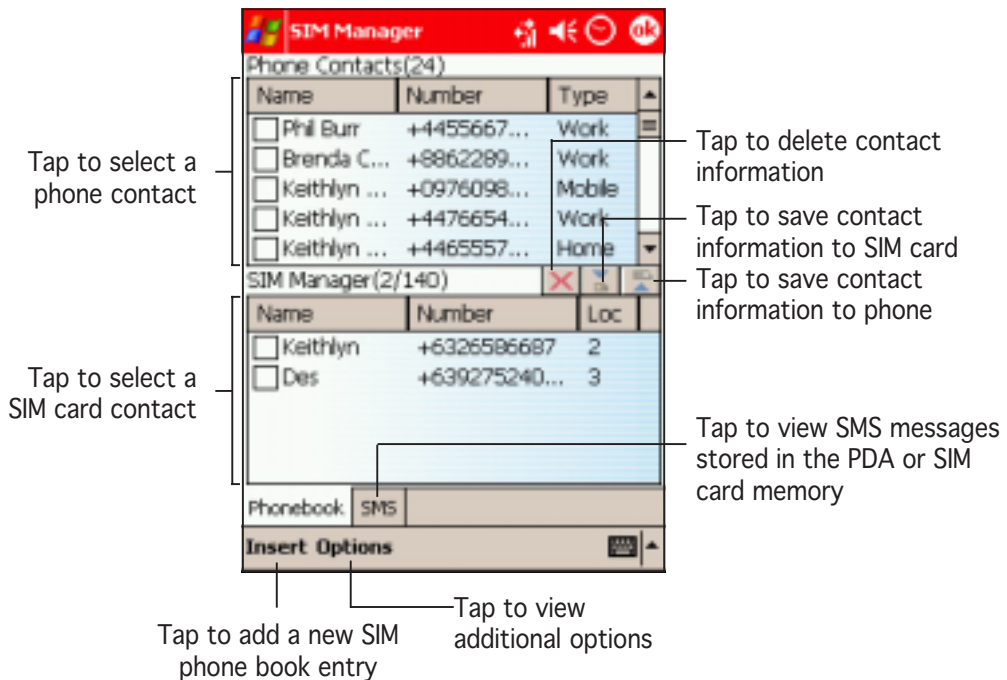 SIM Manager
ok
Phone Contacts(24)
Name Number Type
Phil Burr +4455667... Work
Brenda C... +8862289... Work
Keithlyn ... +0976098... Mobile
Keithlyn ... +4476654... Work
Keithlyn ... +4465557... Home
SIM Manager(2/140)
Name Number Loc
Keithlyn +6326586687 2
Des +639275240... 3
Phonebook SMS
Insert Options
Tap to select a
phone contact
Tap to select a
SIM card contact
Tap to delete contact
information
Tap to save contact
information to SIM card
Tap to save contact
information to phone
Tap to view SMS messages
stored in the PDA or SIM
card memory
Tap to view
additional options
Tap to add a new SIM
phone book entry